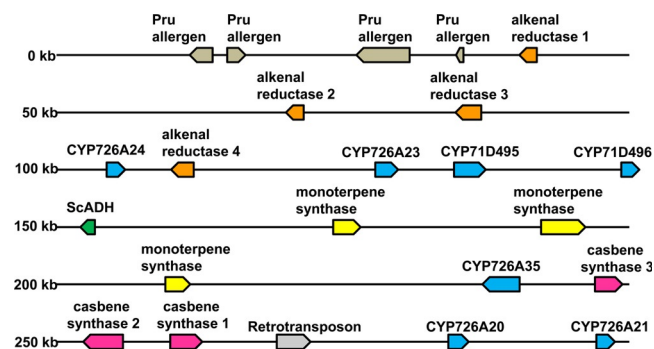 Pru allergen
Pru allergen
Pru allergen
Pru allergen
alkenal reductase 1
0 kb
alkenal reductase 2
alkenal reductase 3
50 kb
CYP726A24
alkenal reductase 4
CYP726A23
CYP71D495
CYP71D496
100 kb
ScADH
monoterpene synthase
monoterpene synthase
150 kb
monoterpene synthase
CYP726A35
casbene synthase 3
200 kb
casbene synthase 2
casbene synthase 1
Retrotransposon
CYP726A20
CYP726A21
250 kb